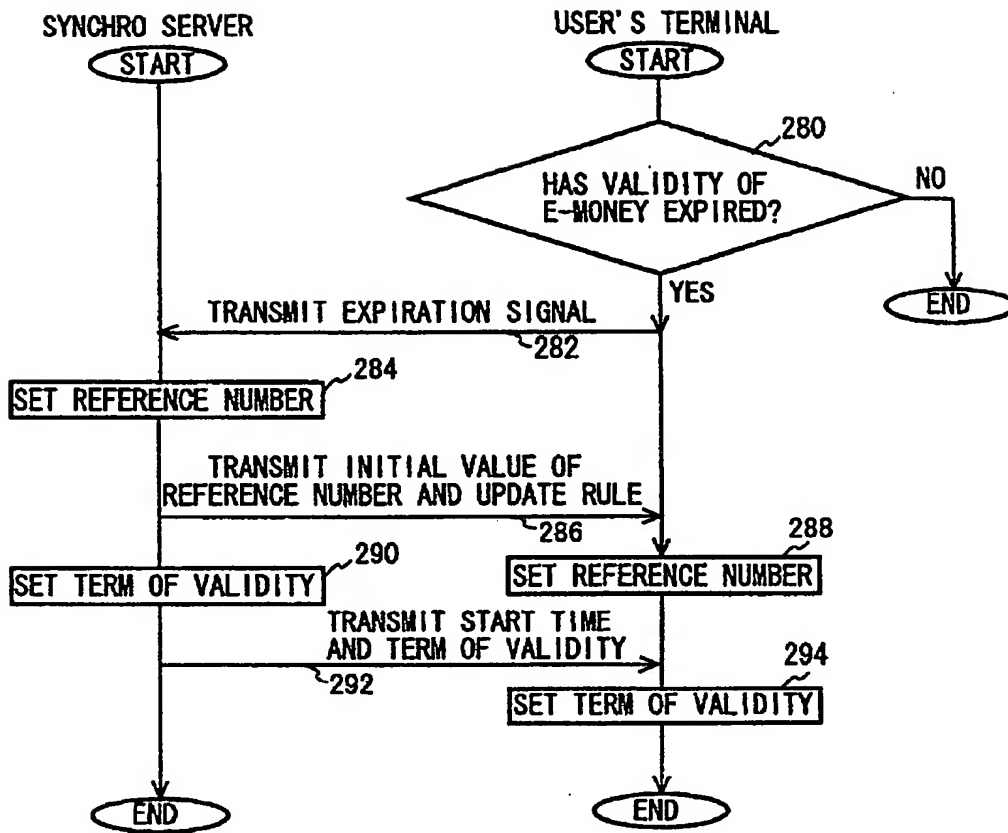 SYNCHRO SERVER
USER'S TERMINAL
START
START
280
HAS VALIDITY OF
E-MONEY EXPIRED?
NO
END
YES
TRANSMIT EXPIRATION SIGNAL
282
284
SET REFERENCE NUMBER
TRANSMIT INITIAL VALUE OF
REFERENCE NUMBER AND UPDATE RULE
286
288
290
SET REFERENCE NUMBER
SET TERM OF VALIDITY
TRANSMIT START TIME
AND TERM OF VALIDITY
292
294
SET TERM OF VALIDITY
END
END